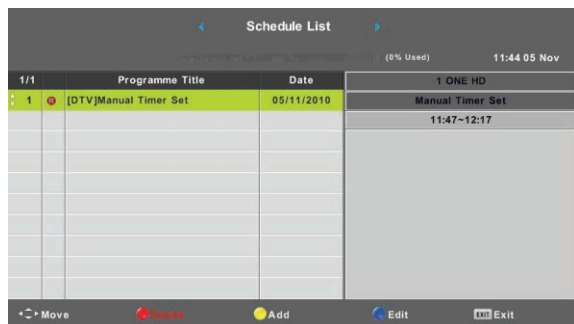 Schedule List
(0% Used) 11:44 05 Nov
1/1 Programme Title Date 1 ONE HD
1 [DTV]Manual Timer Set 05/11/2010 Manual Timer Set
11:47~12:17
Move Delete Add Edit EXIT Exit